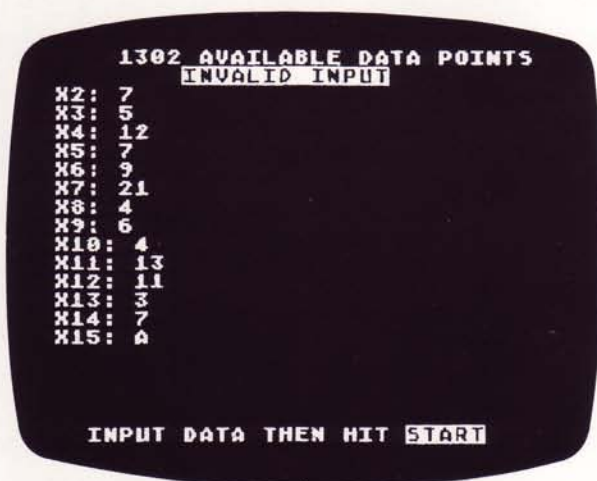 1302 AVAILABLE DATA POINTS
INVALID INPUT
X2: 7
X3: 5
X4: 12
X5: 7
X6: 9
X7: 21
X8: 4
X9: 6
X10: 4
X11: 13
X12: 11
X13: 3
X14: 7
X15: A
INPUT DATA THEN HIT START